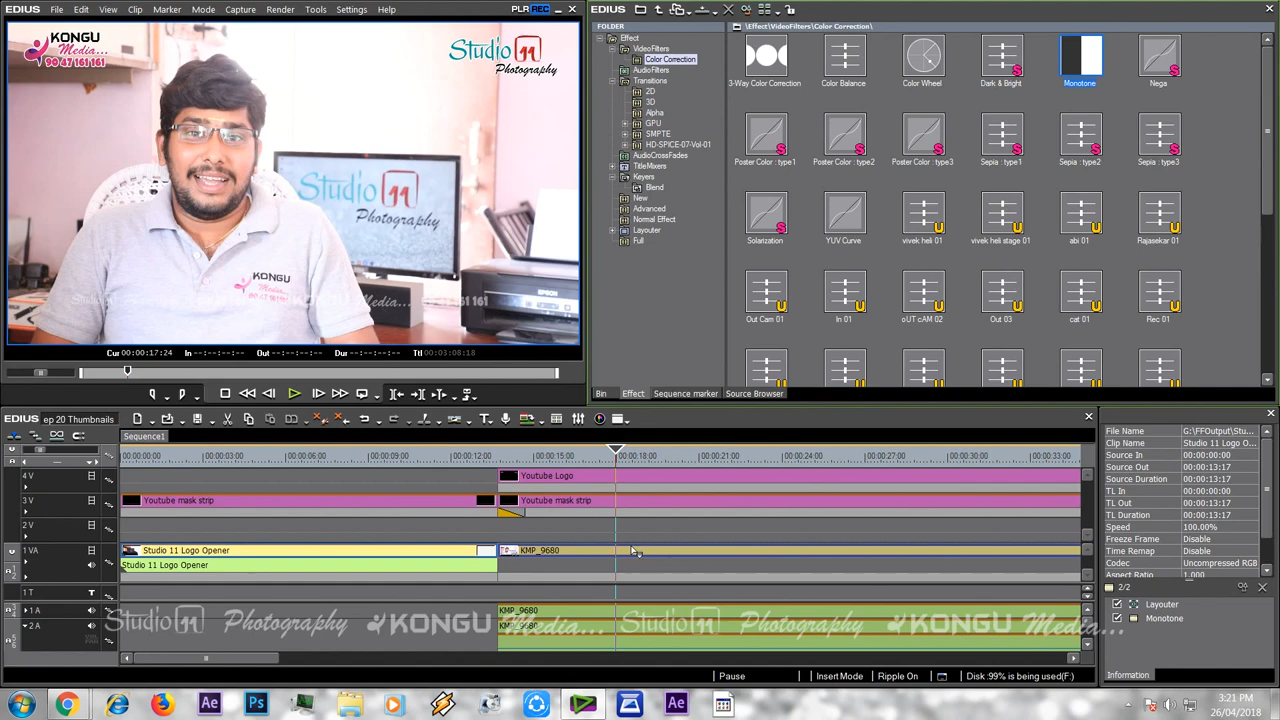 EDIUS File Edit View Clip Marker Mode Capture Render Tools Settings Help PLR REC
KONGU
Media...
90 47 161 161
Studio 11
Photography
Studio 11
Photography
KONGU
Media...
EPSON
Cur 00:00:17:24 In --:--:--:-- Out --:--:--:-- Dur --:--:--:-- Ttl 00:03:08:18
EDIUS
FOLDER
Effect
VideoFilters
Color Correction
AudioFilters
Transitions
2D
3D
Alpha
GPU
SMPTE
HD-SPICE-07-Vol-01
AudioCrossFades
TitleMixers
Keyers
Blend
New
Advanced
Normal Effect
Layouter
Full
\Effect\VideoFilters\Color Correction\
3-Way Color Correction Color Balance Color Wheel Dark & Bright Monotone Nega
Poster Color : type1 Poster Color : type2 Poster Color : type3 Sepia : type1 Sepia : type2 Sepia : type3
Solarization YUV Curve vivek heli 01 vivek heli stage 01 abi 01 Rajasekar 01
Out Cam 01 In 01 oUT cAM 02 Out 03 cat 01 Rec 01
Bin Effect Sequence marker Source Browser
EDIUS ep 20 Thumbnails
Sequence1
00:00:00:00 00:00:03:00 00:00:06:00 00:00:09:00 00:00:12:00 00:00:15:00 00:00:18:00 00:00:21:00 00:00:24:00 00:00:27:00 00:00:30:00 00:00:33:00
4 V Youtube Logo
3 V Youtube mask strip Youtube mask strip
2 V
1 VA Studio 11 Logo Opener KMP_9680
Studio 11 Logo Opener
1 T
1 A KMP_9680
2 A KMP_9680
Studio 11 Photography KONGU Media... Studio 11 Photography KONGU Media...
File Name G:\FFOutput\Stu...
Clip Name Studio 11 Logo O...
Source In 00:00:00:00
Source Out 00:00:13:17
Source Duration 00:00:13:17
TL In 00:00:00:00
TL Out 00:00:13:17
TL Duration 00:00:13:17
Speed 100.00%
Freeze Frame Disable
Time Remap Disable
Codec Uncompressed RGB
Aspect Ratio 1.000
2/2
Layouter
Monotone
Information
Pause Insert Mode Ripple On Disk :99% is being used(F:)
Ae Ps Ae
3:21 PM
26/04/2018